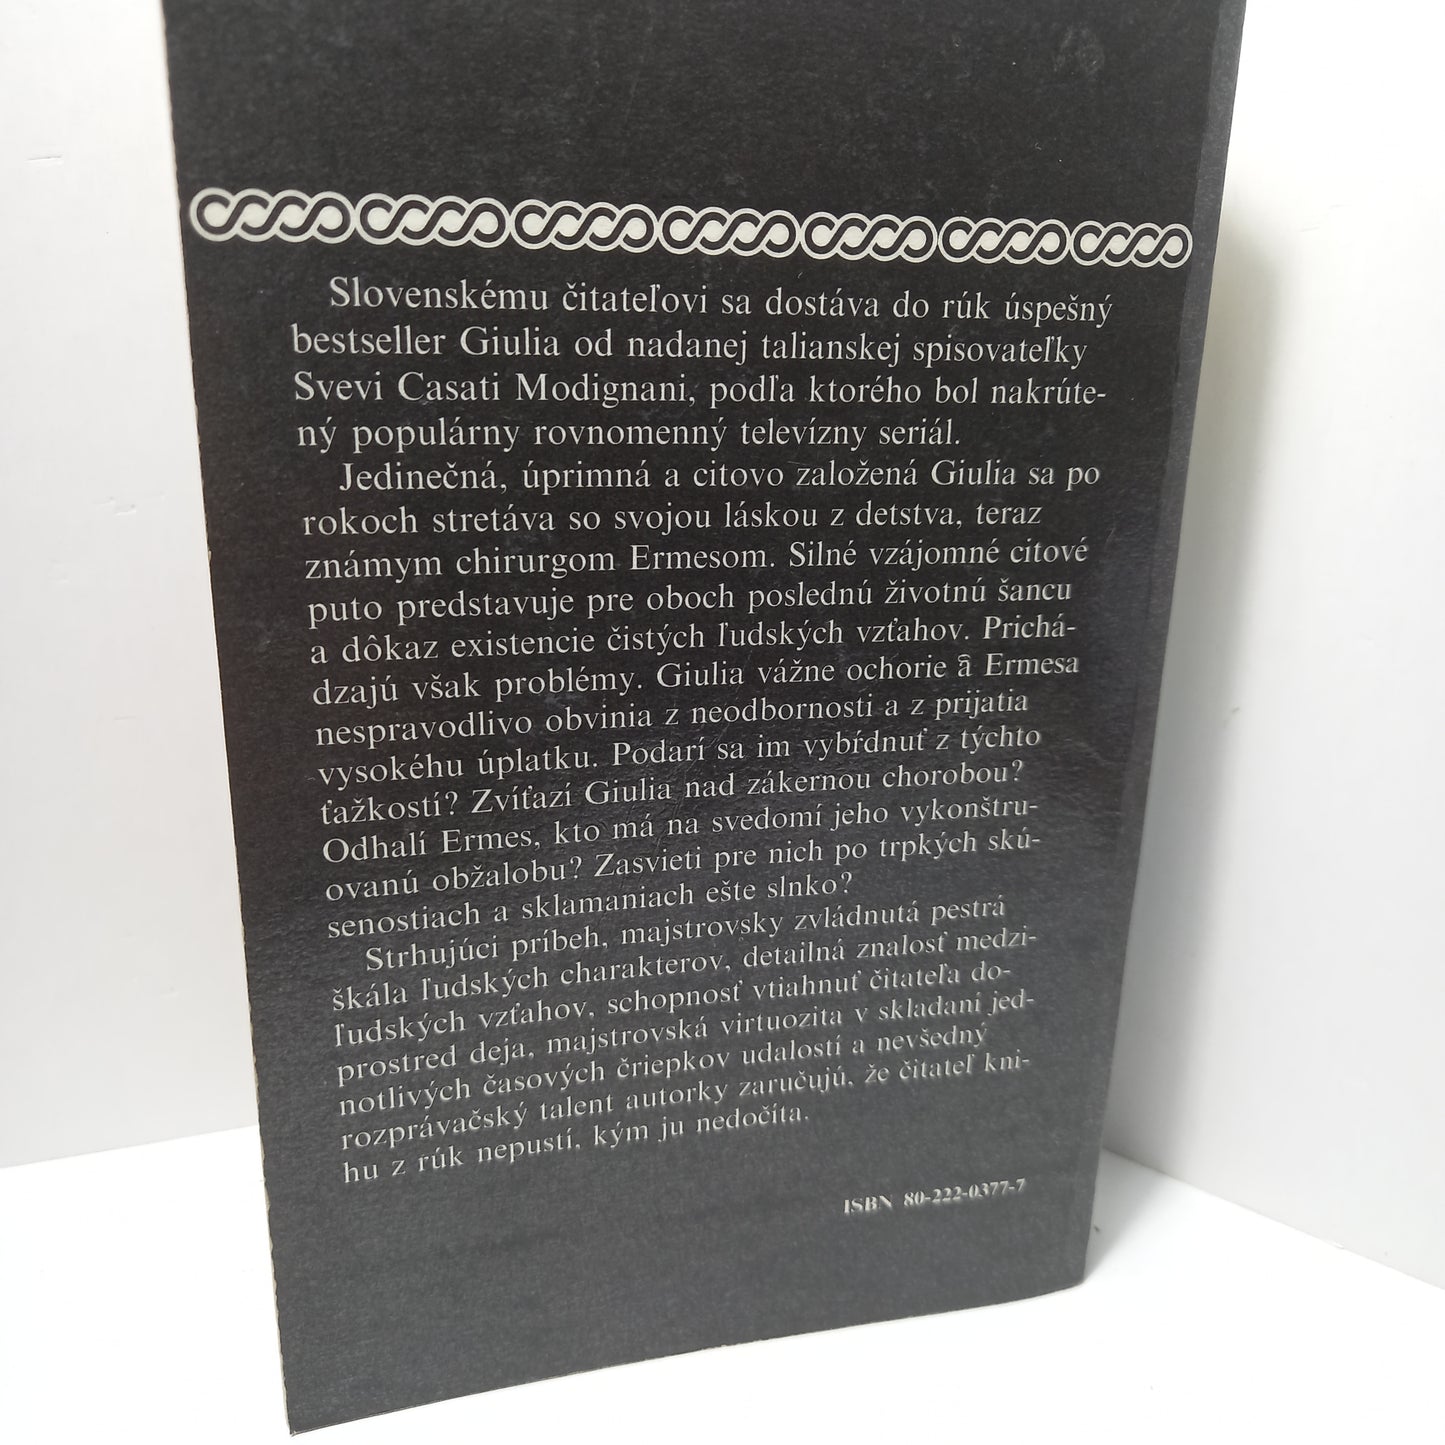 Slovenskému čitateľovi sa dostáva do rúk úspešný
bestseller Giulia od nadanej talianskej spisovateľky
Svevi Casati Modignani, podľa ktorého bol nakrúte-
ný populárny rovnomenný televízny seriál.
Jedinečná, úprimná a citovo založená Giulia sa po
rokoch stretáva so svojou láskou z detstva, teraz
známym chirurgom Ermesom. Silné vzájomné citové
puto predstavuje pre oboch poslednú životnú šancu
a dôkaz existencie čistých ľudských vzťahov. Prichá-
dzajú však problémy. Giulia vážne ochorie a Ermesa
nespravodlivo obvinia z neodbornosti a z prijatia
vysokéhu úplatku. Podarí sa im vybŕdnuť z týchto
ťažkostí? Zvíťazí Giulia nad zákernou chorobou?
Odhalí Ermes, kto má na svedomí jeho vykonštru-
ovanú obžalobu? Zasvieti pre nich po trpkých skú-
senostiach a sklamaniach ešte slnko?
Strhujúci príbeh, majstrovsky zvládnutá pestrá
škála ľudských charakterov, detailná znalosť medzi-
ľudských vzťahov, schopnosť vtiahnuť čitateľa do-
prostred deja, majstrovská virtuozita v skladaní jed-
notlivých časových čriepkov udalostí a nevšedný
rozprávačský talent autorky zaručujú, že čitateľ kni-
hu z rúk nepustí, kým ju nedočíta.
ISBN 80-222-0377-7